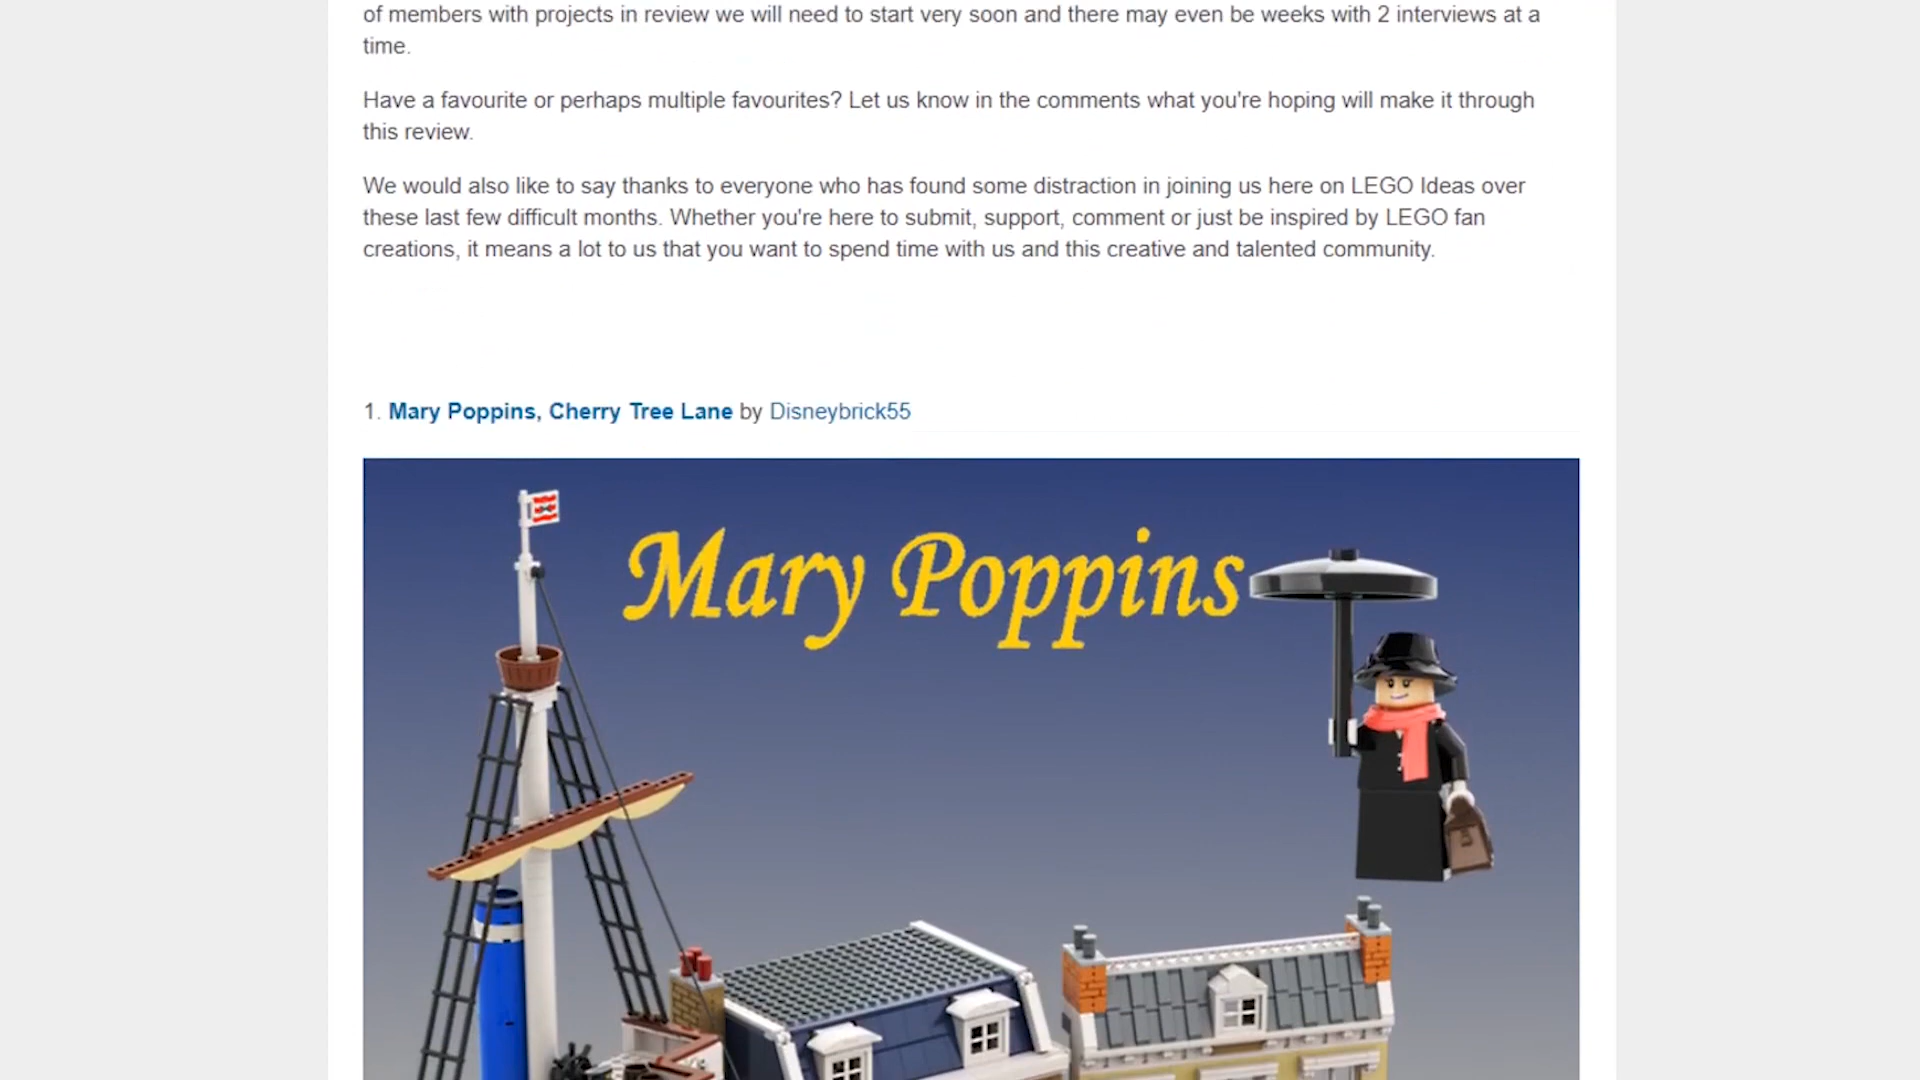 of members with projects in review we will need to start very soon and there may even be weeks with 2 interviews at a
time.
Have a favourite or perhaps multiple favourites? Let us know in the comments what you're hoping will make it through
this review.
We would also like to say thanks to everyone who has found some distraction in joining us here on LEGO Ideas over
these last few difficult months. Whether you're here to submit, support, comment or just be inspired by LEGO fan
creations, it means a lot to us that you want to spend time with us and this creative and talented community.
1. Mary Poppins, Cherry Tree Lane by Disneybrick55
Mary Poppins